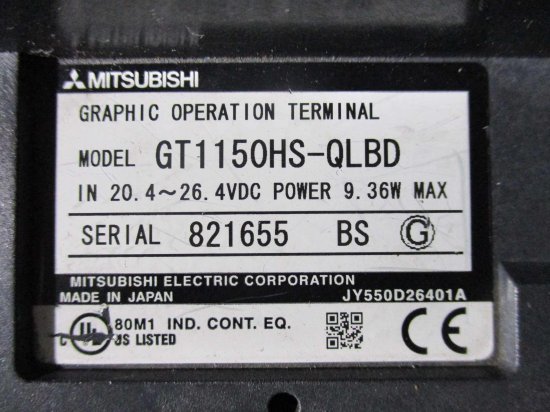 MITSUBISHI
GRAPHIC OPERATION TERMINAL
MODEL GT1150HS-QLBD
IN 20.4～26.4VDC POWER 9.36W MAX
SERIAL 821655 BS G
MITSUBISHI ELECTRIC CORPORATION
MADE IN JAPAN JY550D26401A
C UL US LISTED 80M1 IND. CONT. EQ. CE